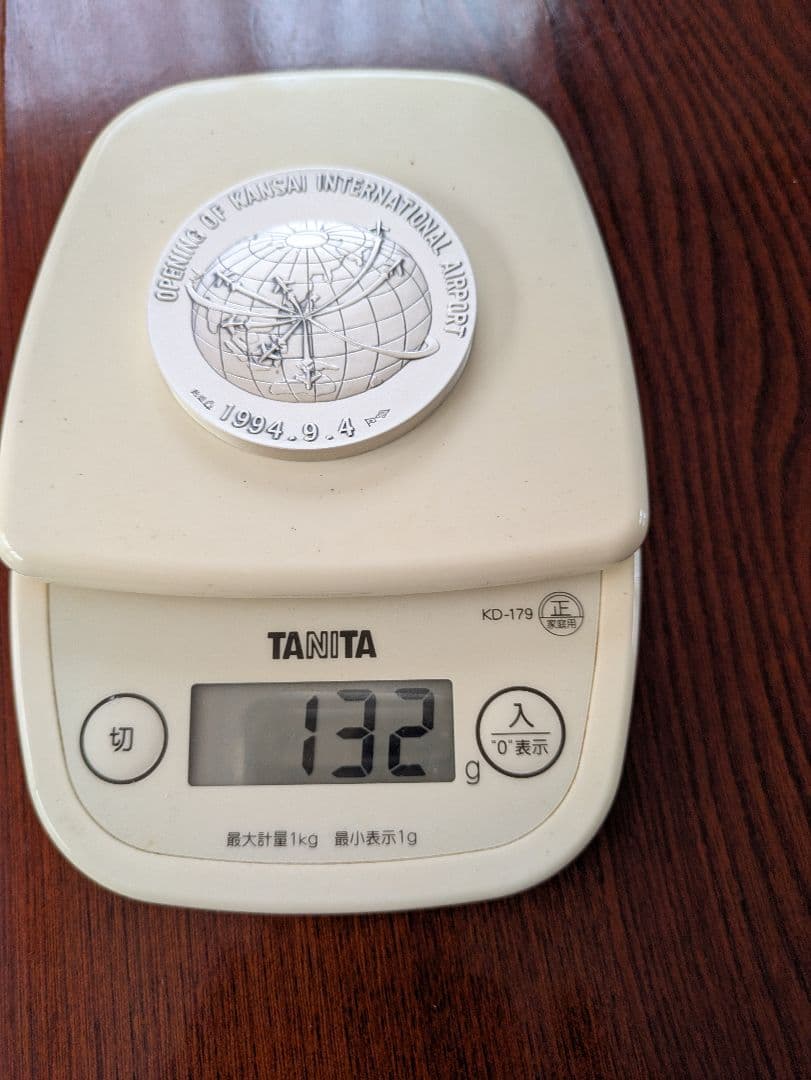 OPENING OF KANSAI INTERNATIONAL AIRPORT
1994.9.4
KD-179
正
家庭用
TANITA
切
132 g
入
"0"表示
最大計量1kg 最小表示1g